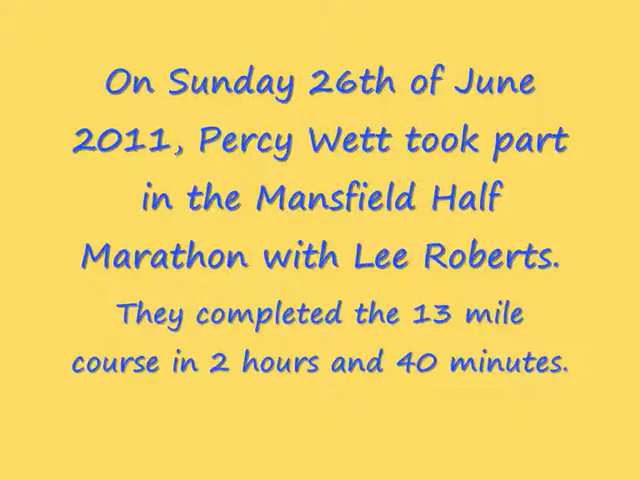 On Sunday 26th of June
2011, Percy Wett took part
in the Mansfield Half
Marathon with Lee Roberts.
They completed the 13 mile
course in 2 hours and 40 minutes.